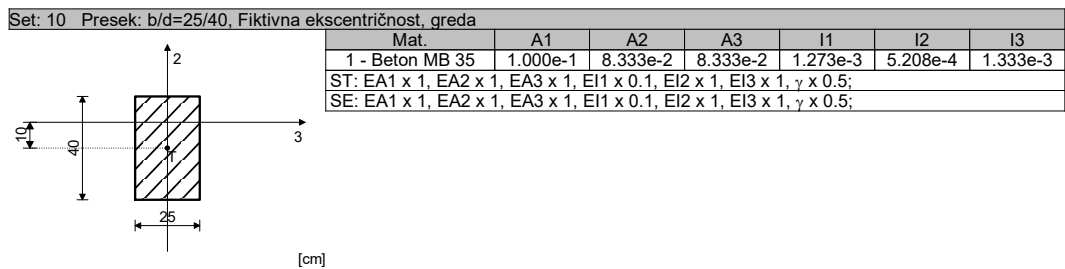 Set: 10 Presek: b/d=25/40, Fiktivna ekscentričnost, greda
Mat. A1 A2 A3 I1 I2 I3
1 - Beton MB 35 1.000e-1 8.333e-2 8.333e-2 1.273e-3 5.208e-4 1.333e-3
ST: EA1 x 1, EA2 x 1, EA3 x 1, EI1 x 0.1, EI2 x 1, EI3 x 1, γ x 0.5;
SE: EA1 x 1, EA2 x 1, EA3 x 1, EI1 x 0.1, EI2 x 1, EI3 x 1, γ x 0.5;
2
3
10
40
T
25
[cm]